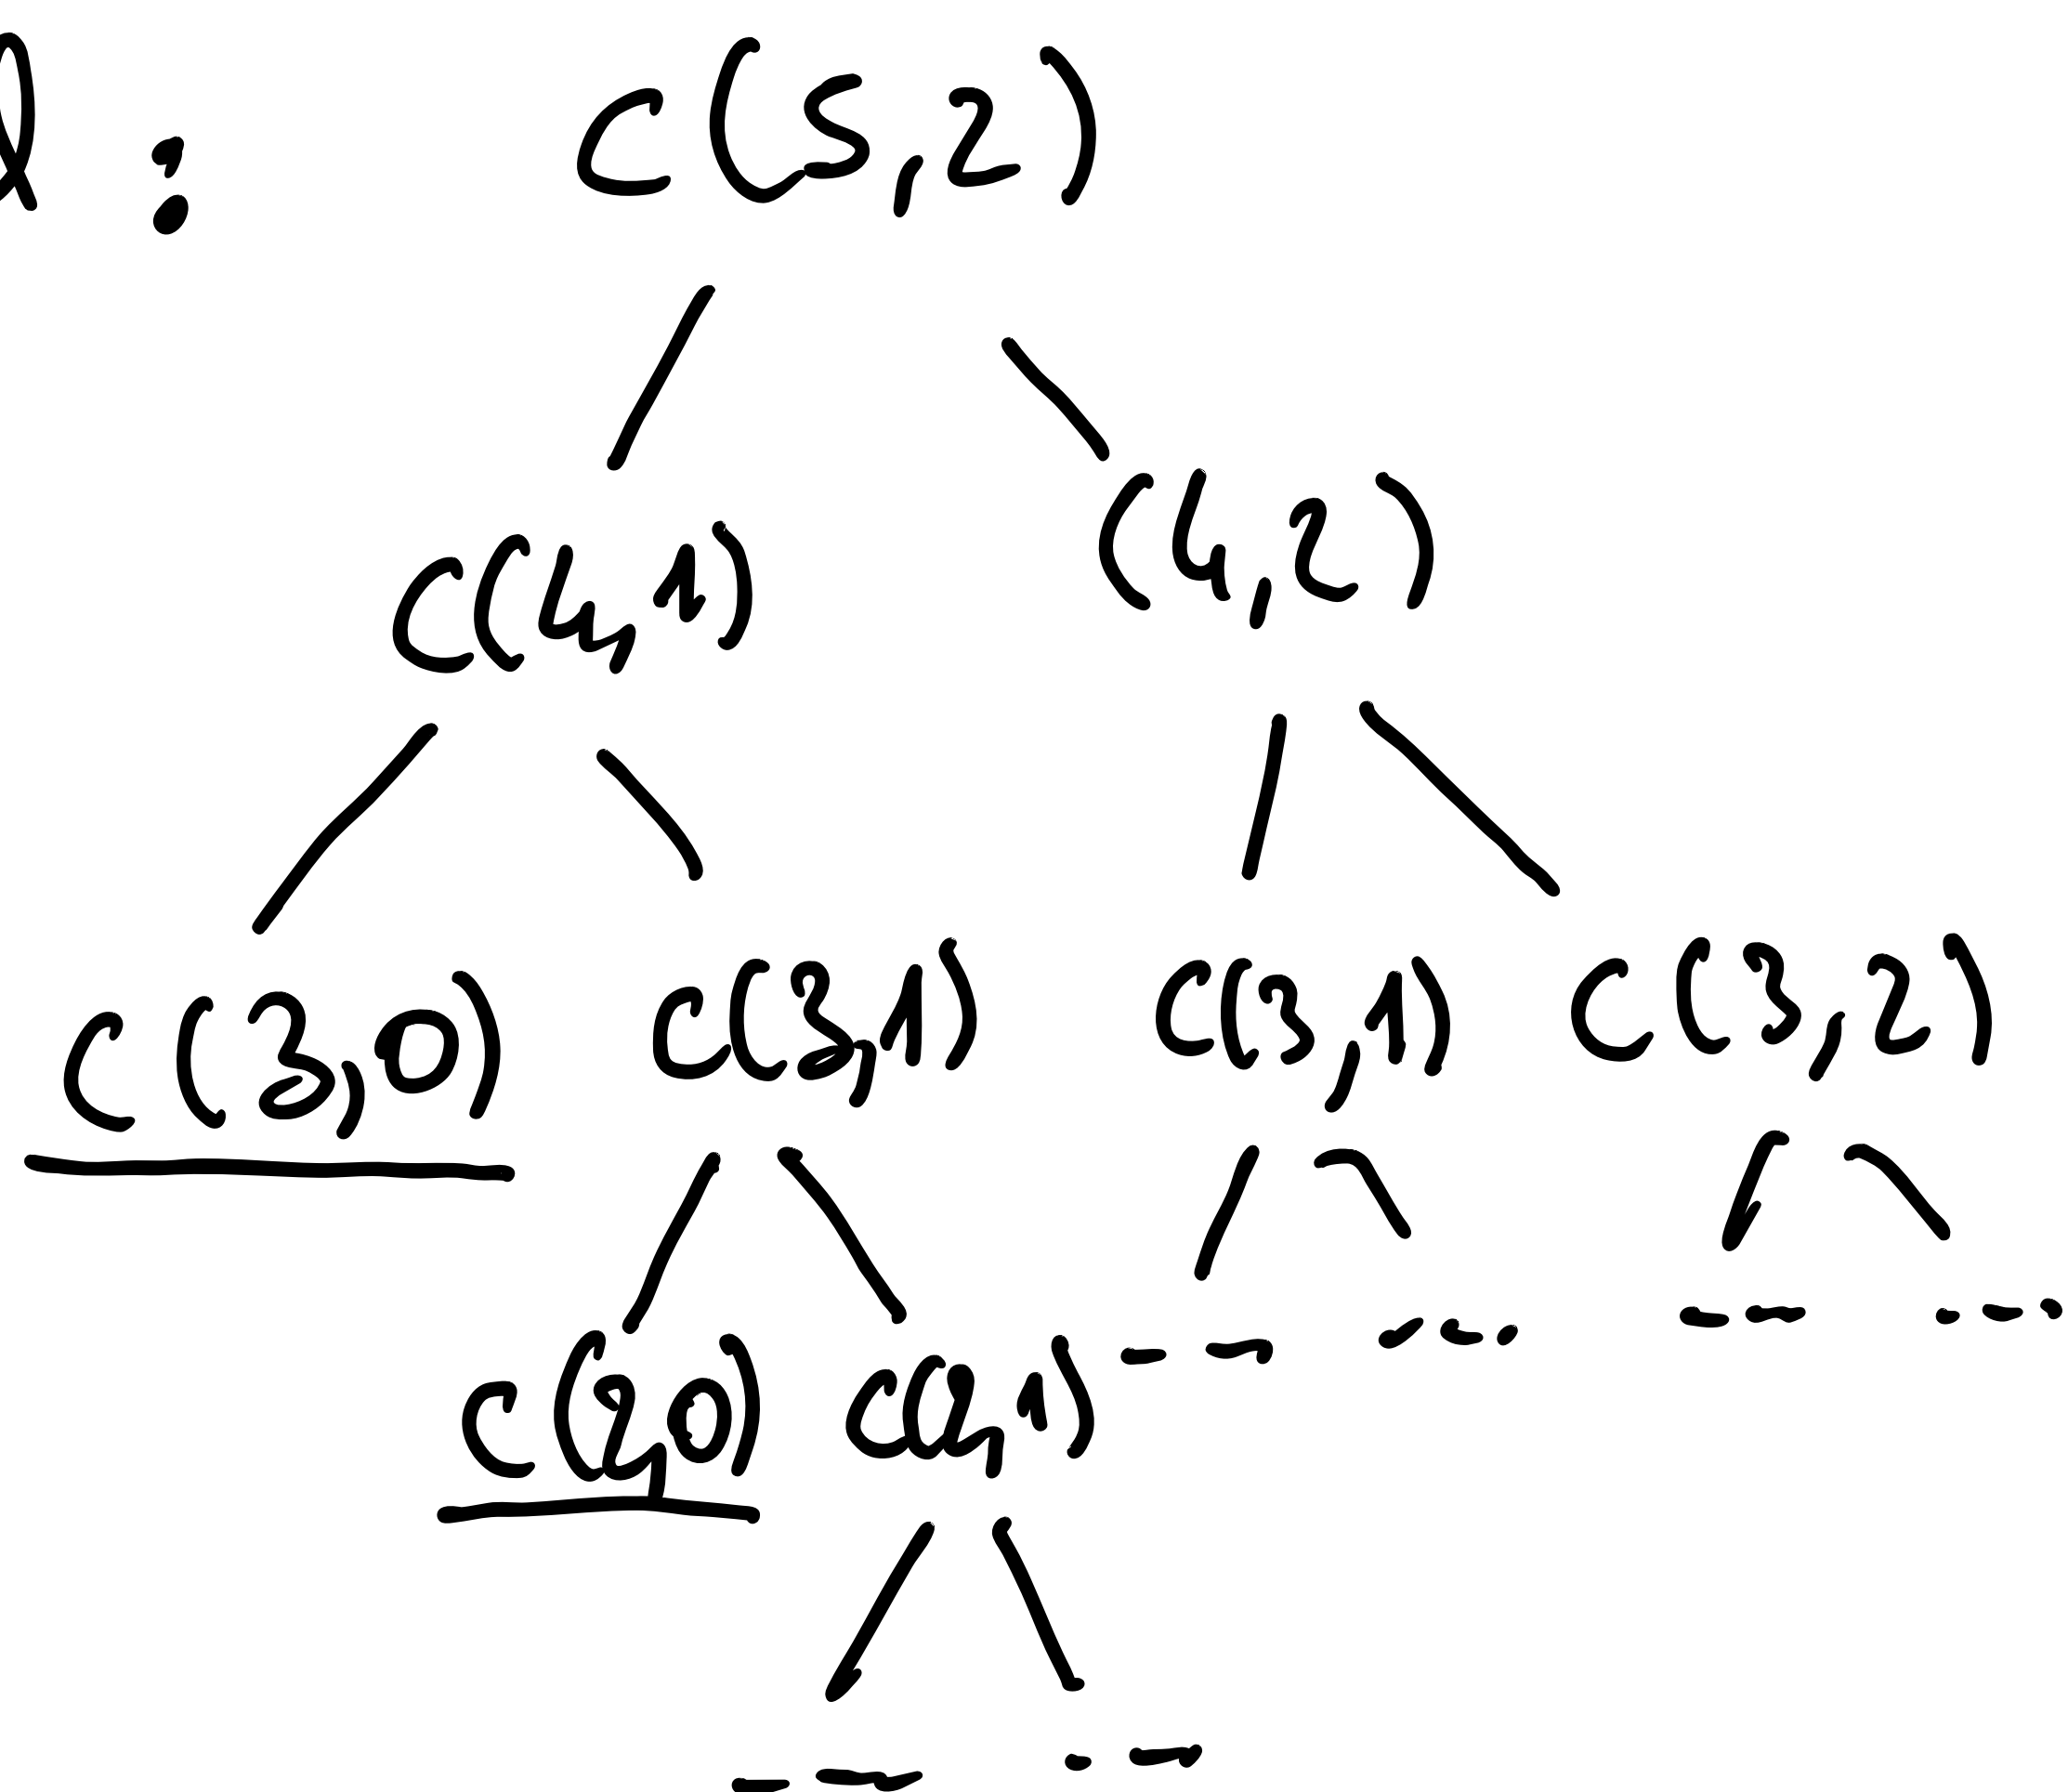 : C(5,2)
C(4,1) (4,2)
C(3,0) C(3,1) C(3,1) C(3,2)
C(2,0) C(2,1)